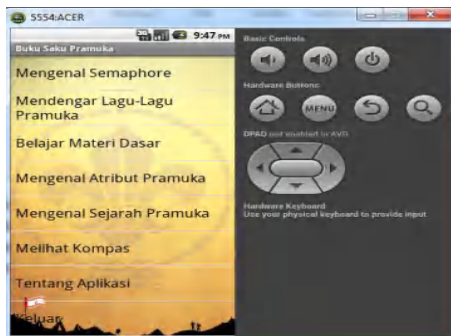 5554:ACER
3G
9:47 PM
Buku Saku Pramuka
Mengenal Semaphore
Mendengar Lagu-Lagu
Pramuka
Belajar Materi Dasar
Mengenal Atribut Pramuka
Mengenal Sejarah Pramuka
Melihat Kompas
Tentang Aplikasi
Keluar
Basic Controls
Hardware Buttons
MENU
DPAD not enabled in AVD
Hardware Keyboard
Use your physical keyboard to provide input